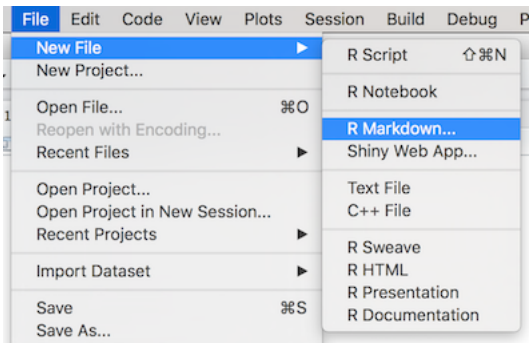 File Edit Code View Plots Session Build Debug P
New File ▶
New Project...
Open File... ⌘O
Reopen with Encoding...
Recent Files ▶
Open Project...
Open Project in New Session...
Recent Projects ▶
Import Dataset ▶
Save ⌘S
Save As...
R Script ⇧⌘N
R Notebook
R Markdown...
Shiny Web App...
Text File
C++ File
R Sweave
R HTML
R Presentation
R Documentation